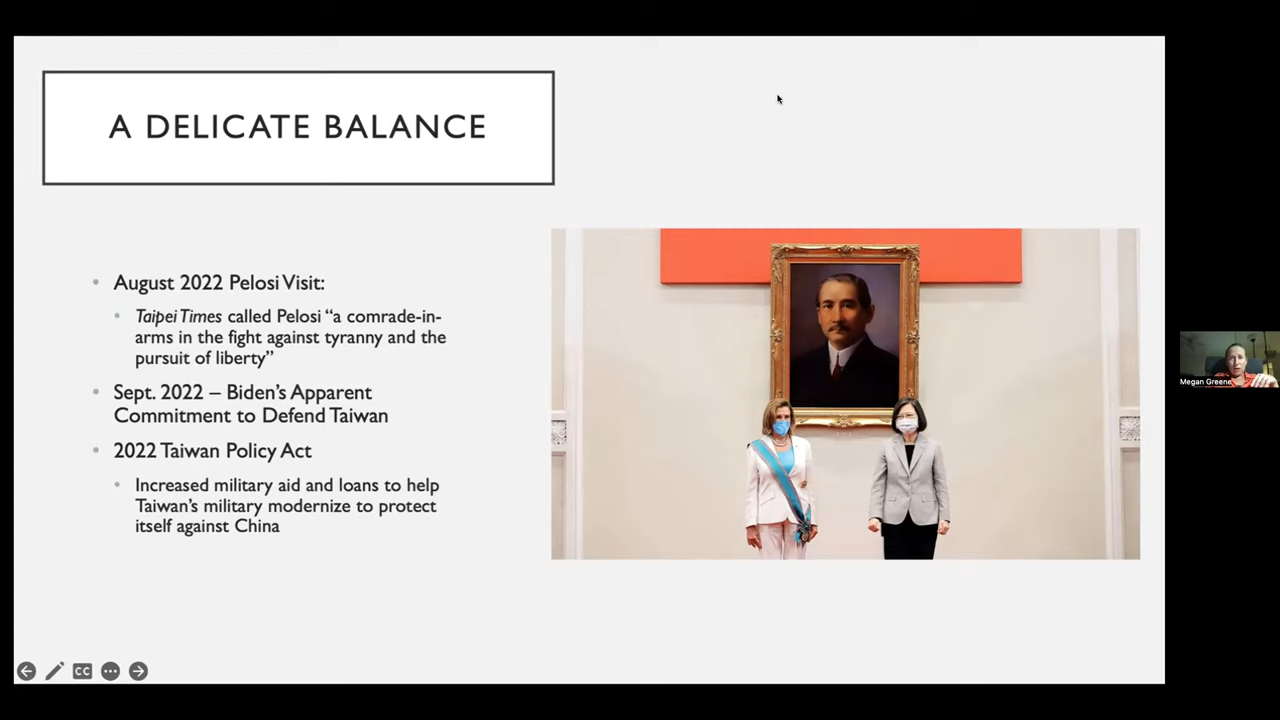 A DELICATE BALANCE
• August 2022 Pelosi Visit:
• Taipei Times called Pelosi “a comrade-in-
arms in the fight against tyranny and the
pursuit of liberty”
• Sept. 2022 – Biden’s Apparent
Commitment to Defend Taiwan
• 2022 Taiwan Policy Act
• Increased military aid and loans to help
Taiwan’s military modernize to protect
itself against China
Megan Greene
CC